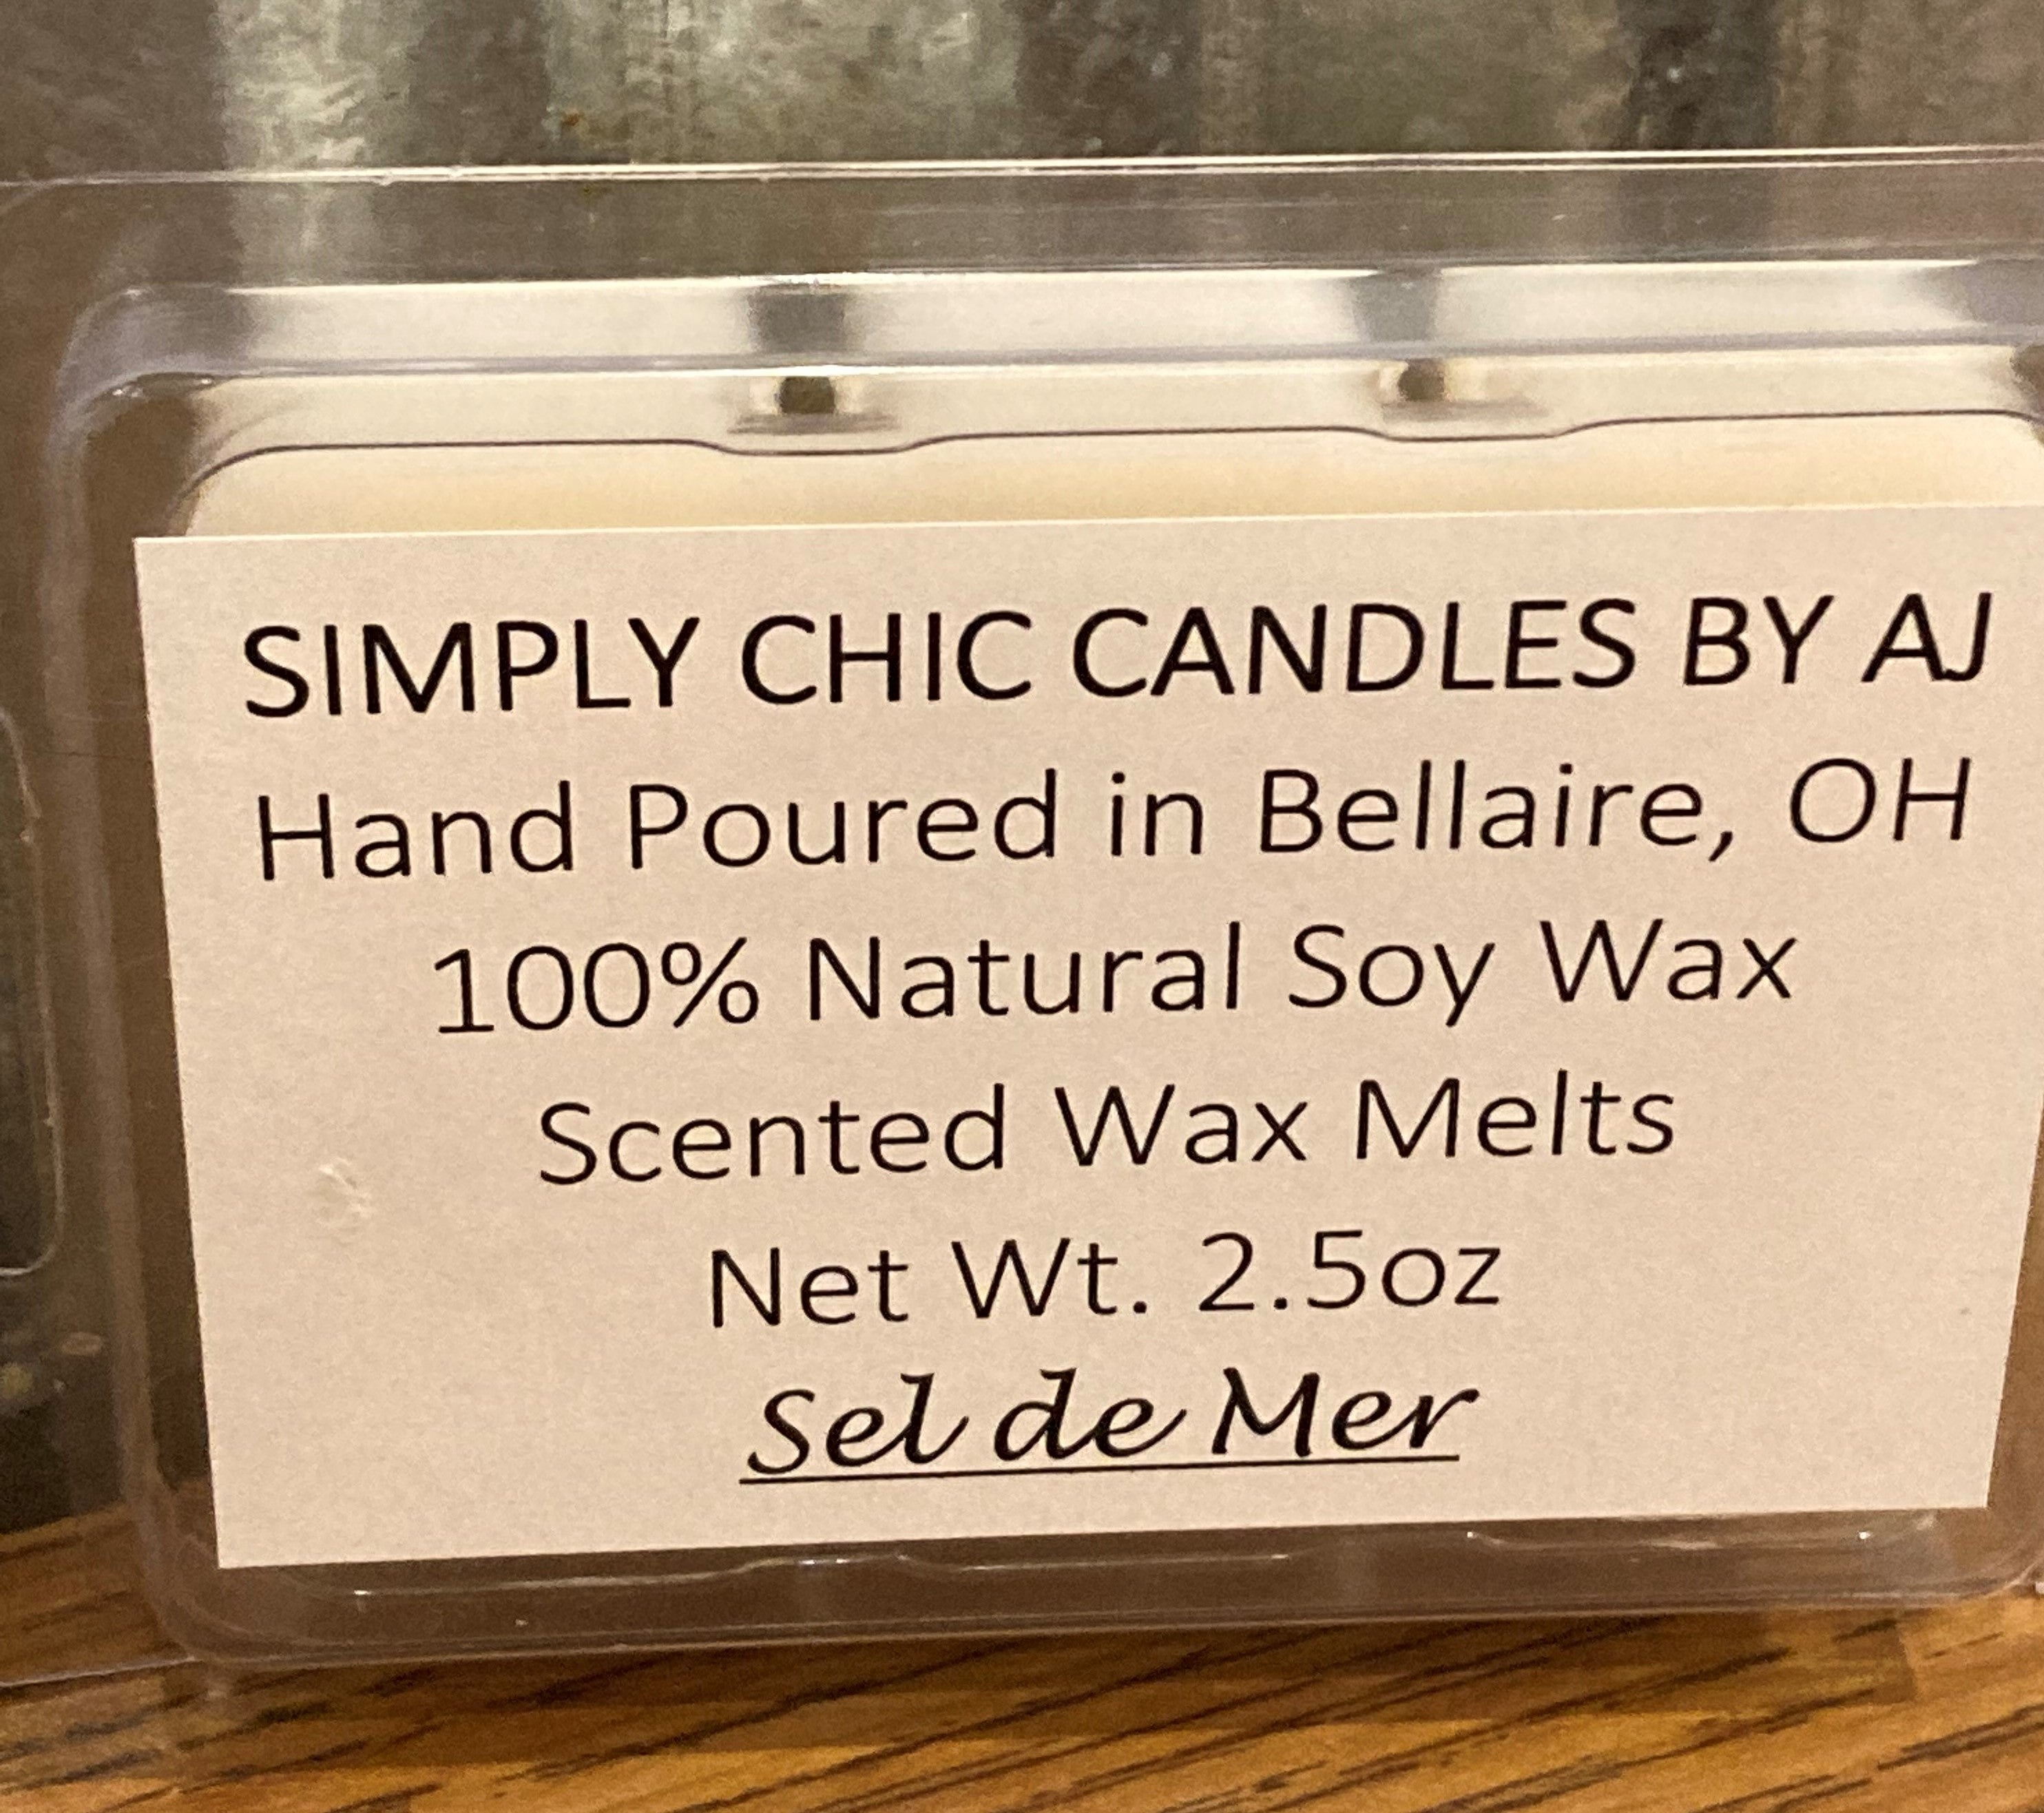 SIMPLY CHIC CANDLES BY AJ
Hand Poured in Bellaire, OH
100% Natural Soy Wax
Scented Wax Melts
Net Wt. 2.5oz
Sel de Mer